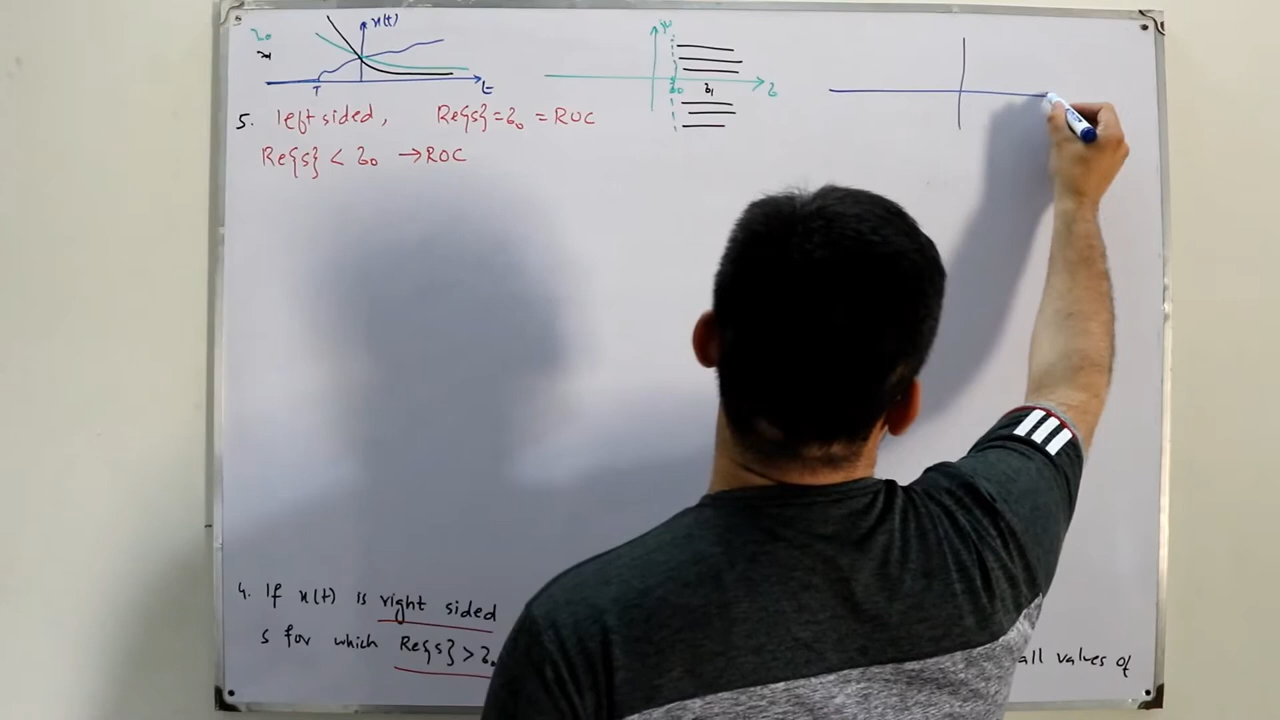 x(t)
T
t
jω
σ0
σ1
σ
5. left sided, Re{s} = σ0 = ROC
Re{s} < σ0 → ROC
4. If x(t) is right sided
s for which Re{s} > σ0
all values of